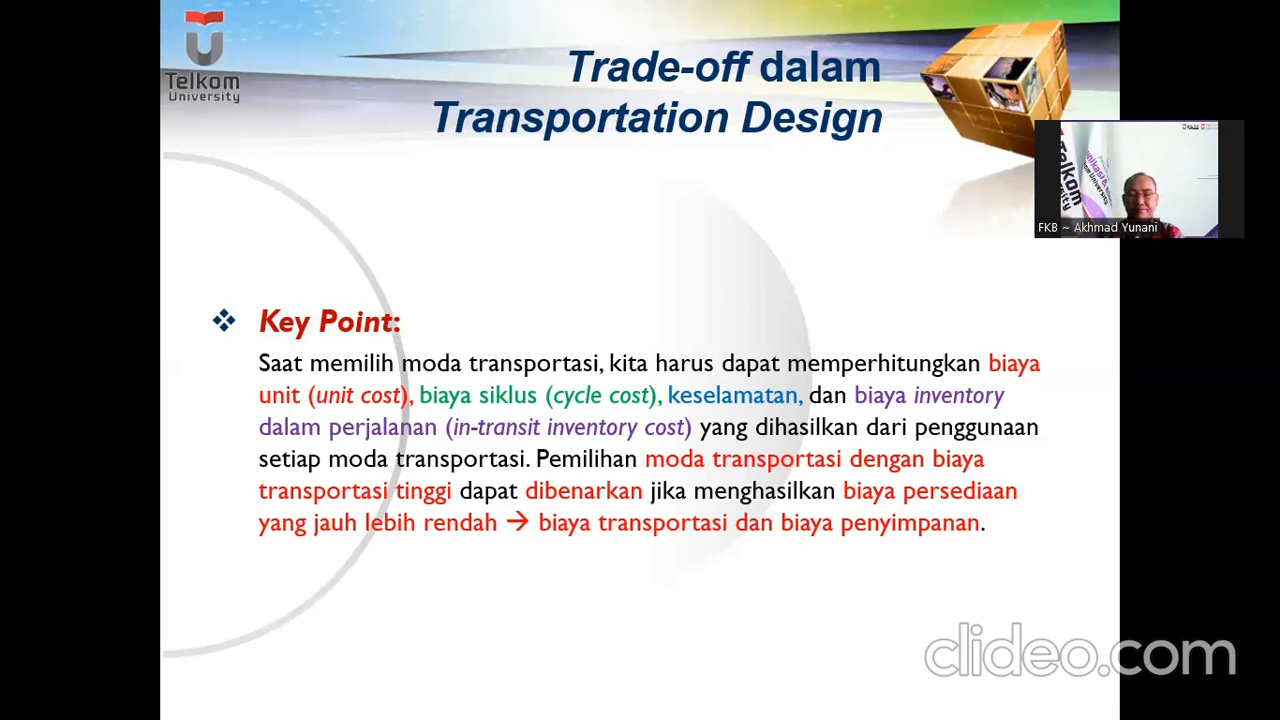 Telkom
University
Trade-off dalam
Transportation Design
Telkom
FKB ~ Akhmad Yunani
❖ Key Point:
Saat memilih moda transportasi, kita harus dapat memperhitungkan biaya
unit (unit cost), biaya siklus (cycle cost), keselamatan, dan biaya inventory
dalam perjalanan (in-transit inventory cost) yang dihasilkan dari penggunaan
setiap moda transportasi. Pemilihan moda transportasi dengan biaya
transportasi tinggi dapat dibenarkan jika menghasilkan biaya persediaan
yang jauh lebih rendah → biaya transportasi dan biaya penyimpanan.
clideo.com